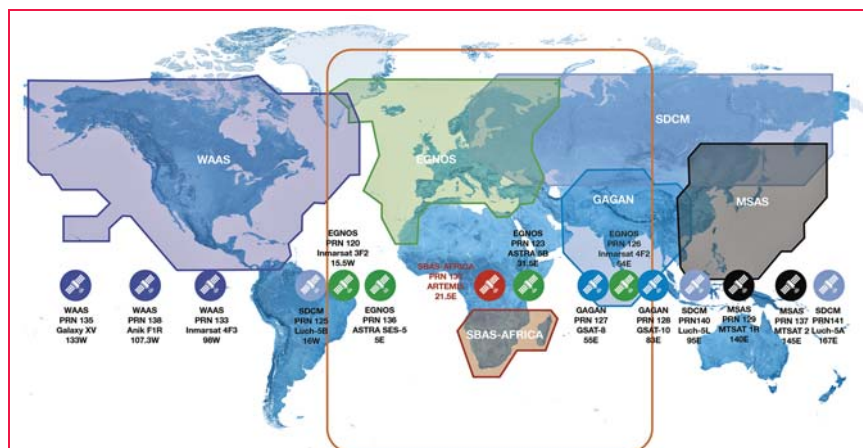 WAAS
EGNOS
SDCM
GAGAN
MSAS
SBAS-AFRICA
WAAS
PRN 135
Galaxy XV
133W
WAAS
PRN 138
Anik F1R
107.3W
WAAS
PRN 133
Inmarsat 4F3
98W
SDCM
PRN 125
Luch-5B
16W
EGNOS
PRN 120
Inmarsat 3F2
15.5W
EGNOS
PRN 136
ASTRA SES-5
5E
SBAS-AFRICA
ARTEMIS
21.5E
EGNOS
PRN 123
ASTRA 5B
31.5E
GAGAN
PRN 127
GSAT-8
55E
EGNOS
PRN 126
Inmarsat 4F2
64E
GAGAN
PRN 128
GSAT-10
83E
SDCM
PRN140
Luch-5L
95E
MSAS
PRN 129
MTSAT 1R
140E
MSAS
PRN 137
MTSAT 2
145E
SDCM
PRN141
Luch-5A
167E